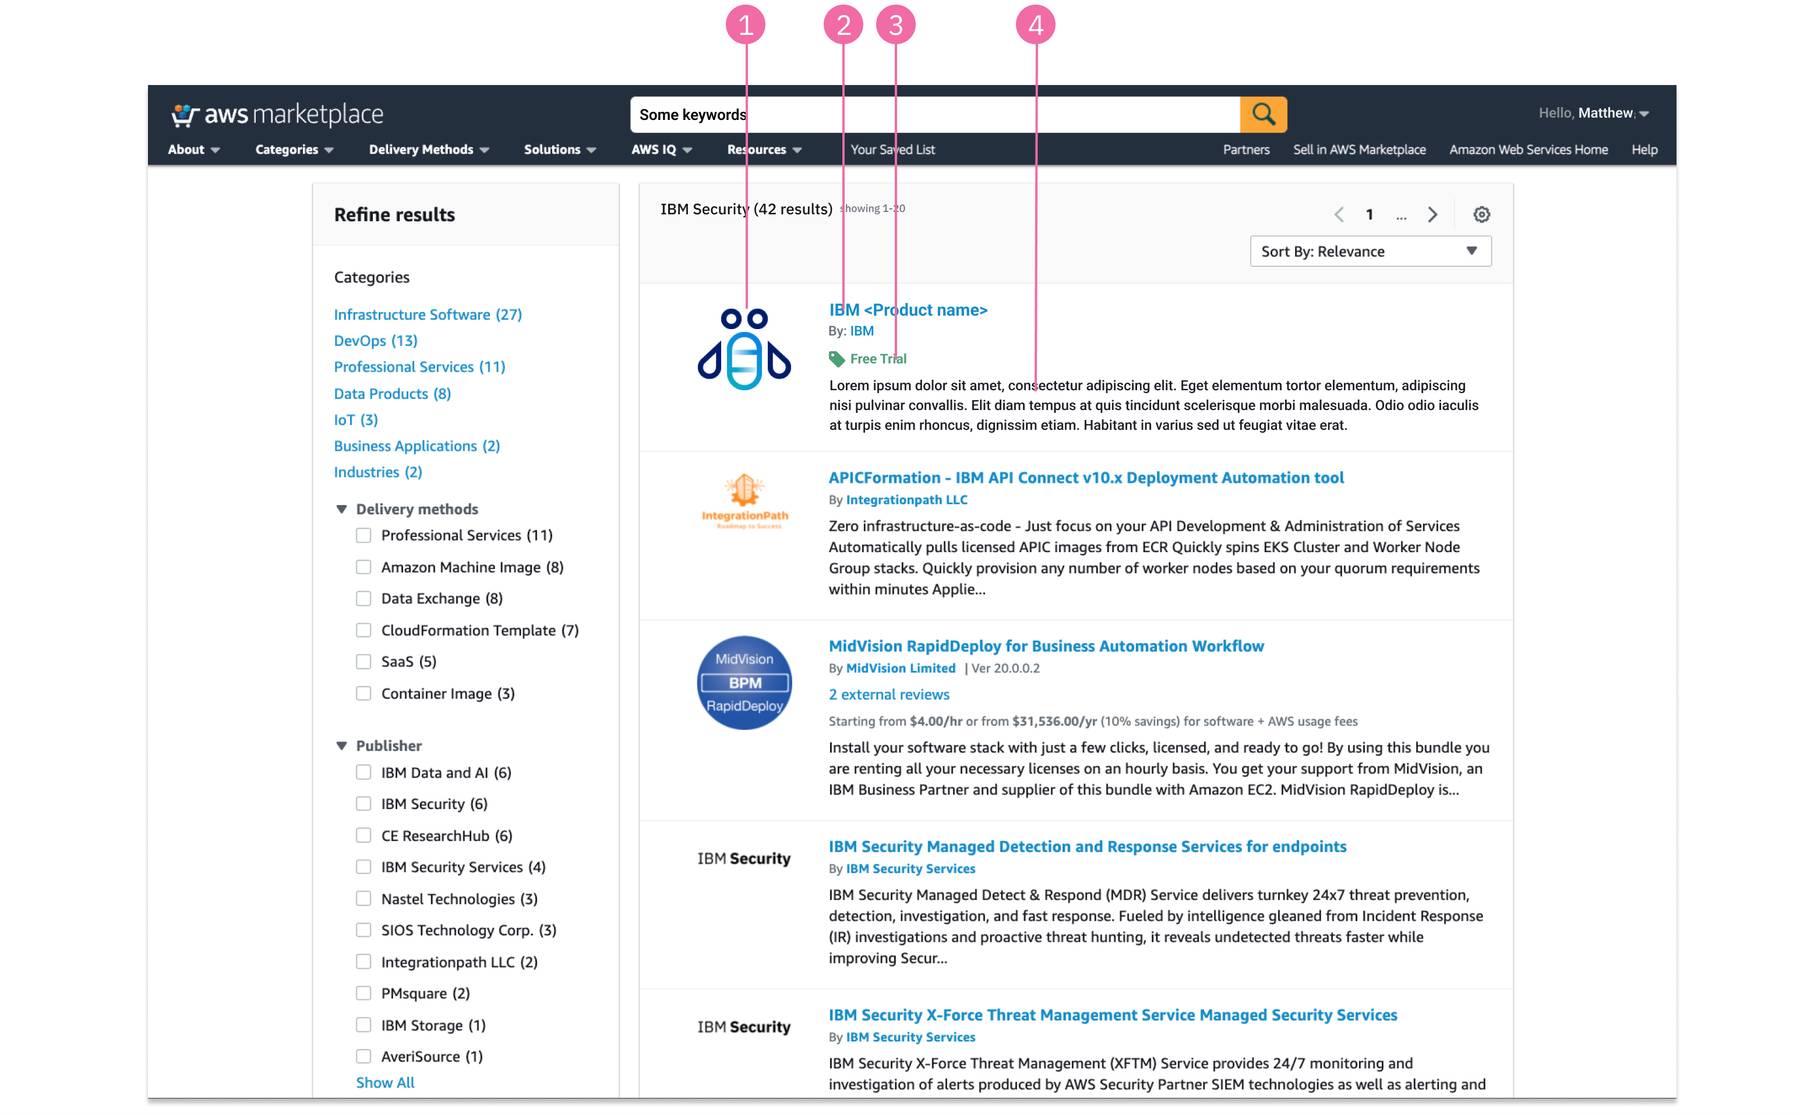 1 2 3 4
aws marketplace
Some keywords
Hello, Matthew
About Categories Delivery Methods Solutions AWS IQ Resources Your Saved List Partners Sell in AWS Marketplace Amazon Web Services Home Help
Refine results
Categories
Infrastructure Software (27)
DevOps (13)
Professional Services (11)
Data Products (8)
IoT (3)
Business Applications (2)
Industries (2)
Delivery methods
Professional Services (11)
Amazon Machine Image (8)
Data Exchange (8)
CloudFormation Template (7)
SaaS (5)
Container Image (3)
Publisher
IBM Data and AI (6)
IBM Security (6)
CE ResearchHub (6)
IBM Security Services (4)
Nastel Technologies (3)
SIOS Technology Corp. (3)
Integrationpath LLC (2)
PMsquare (2)
IBM Storage (1)
AveriSource (1)
Show All
IBM Security (42 results) showing 1-20
1 ...
Sort By: Relevance
IBM <Product name>
By: IBM
Free Trial
Lorem ipsum dolor sit amet, consectetur adipiscing elit. Eget elementum tortor elementum, adipiscing
nisi pulvinar convallis. Elit diam tempus at quis tincidunt scelerisque morbi malesuada. Odio odio iaculis
at turpis enim rhoncus, dignissim etiam. Habitant in varius sed ut feugiat vitae erat.
IntegrationPath
Roadmap to Success
APICFormation - IBM API Connect v10.x Deployment Automation tool
By Integrationpath LLC
Zero infrastructure-as-code - Just focus on your API Development & Administration of Services
Automatically pulls licensed APIC images from ECR Quickly spins EKS Cluster and Worker Node
Group stacks. Quickly provision any number of worker nodes based on your quorum requirements
within minutes Applie...
MidVision
BPM
RapidDeploy
MidVision RapidDeploy for Business Automation Workflow
By MidVision Limited | Ver 20.0.0.2
2 external reviews
Starting from $4.00/hr or from $31,536.00/yr (10% savings) for software + AWS usage fees
Install your software stack with just a few clicks, licensed, and ready to go! By using this bundle you
are renting all your necessary licenses on an hourly basis. You get your support from MidVision, an
IBM Business Partner and supplier of this bundle with Amazon EC2. MidVision RapidDeploy is...
IBM Security
IBM Security Managed Detection and Response Services for endpoints
By IBM Security Services
IBM Security Managed Detect & Respond (MDR) Service delivers turnkey 24x7 threat prevention,
detection, investigation, and fast response. Fueled by intelligence gleaned from Incident Response
(IR) investigations and proactive threat hunting, it reveals undetected threats faster while
improving Secur...
IBM Security
IBM Security X-Force Threat Management Service Managed Security Services
By IBM Security Services
IBM Security X-Force Threat Management (XFTM) Service provides 24/7 monitoring and
investigation of alerts produced by AWS Security Partner SIEM technologies as well as alerting and